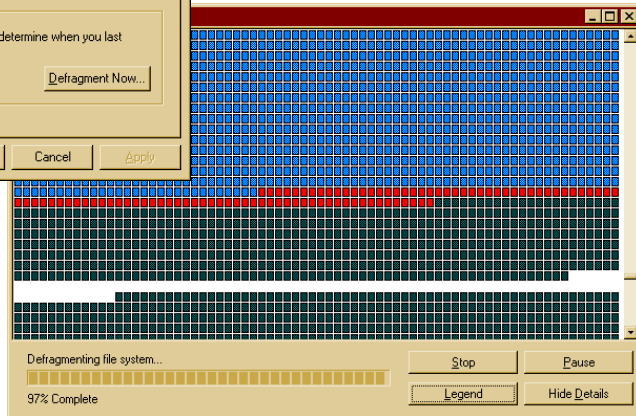 determine when you last
Defragment Now...
Cancel
Apply
Defragmenting file system...
97% Complete
Stop
Pause
Legend
Hide Details